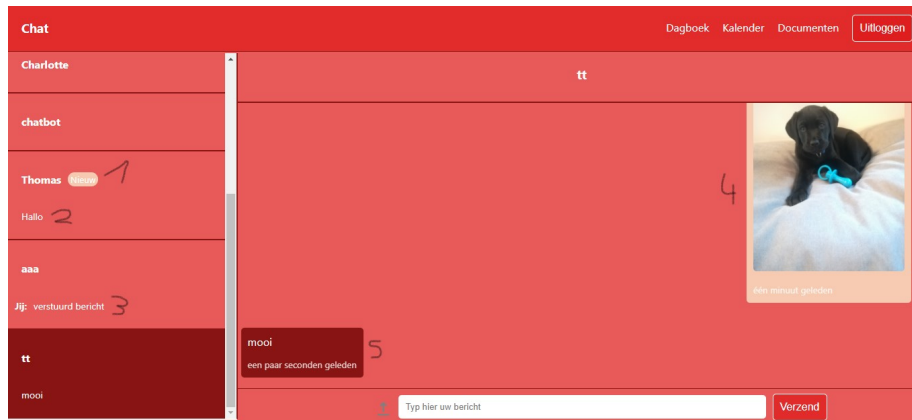 Chat
Dagboek Kalender Documenten Uitloggen
Charlotte
tt
chatbot
Thomas Nieuw 1
Hallo 2
4
één minuut geleden
aaa
Jij: verstuurd bericht 3
mooi
een paar seconden geleden
5
tt
mooi
Typ hier uw bericht
Verzend